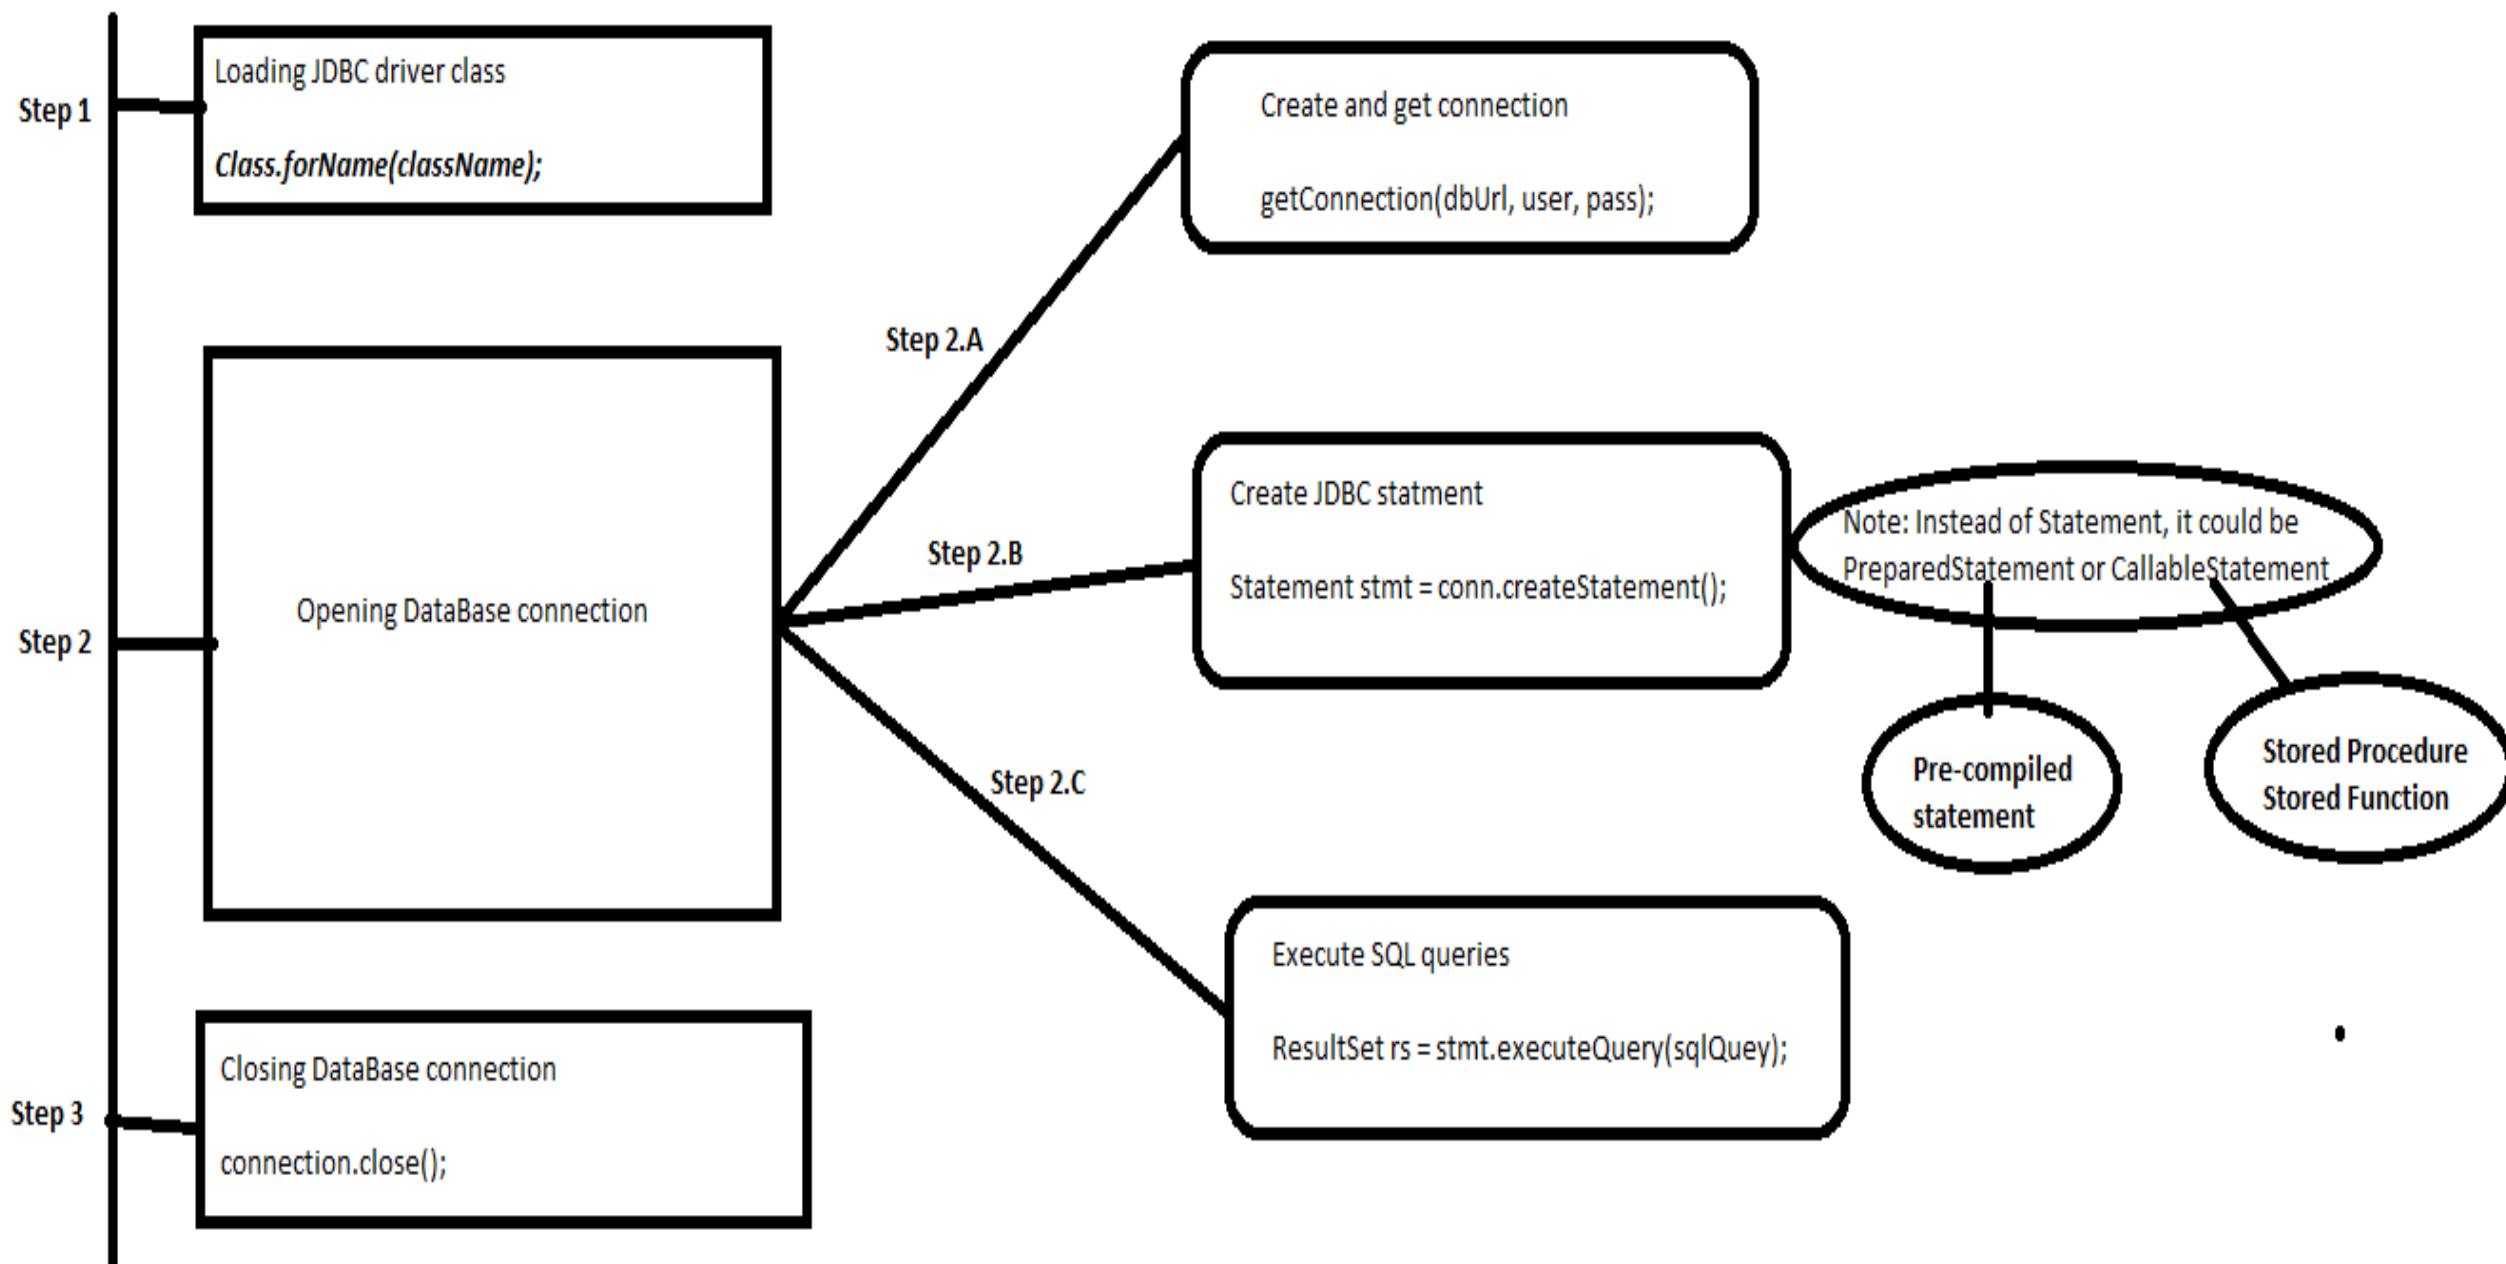 Step 1
Loading JDBC driver class
Class.forName(className);
Step 2.A
Create and get connection
getConnection(dbUrl, user, pass);
Step 2
Opening DataBase connection
Step 2.B
Create JDBC statment
Statement stmt = conn.createStatement();
Note: Instead of Statement, it could be
PreparedStatement or CallableStatement
Pre-compiled
statement
Stored Procedure
Stored Function
Step 2.C
Execute SQL queries
ResultSet rs = stmt.executeQuery(sqlQuey);
Step 3
Closing DataBase connection
connection.close();